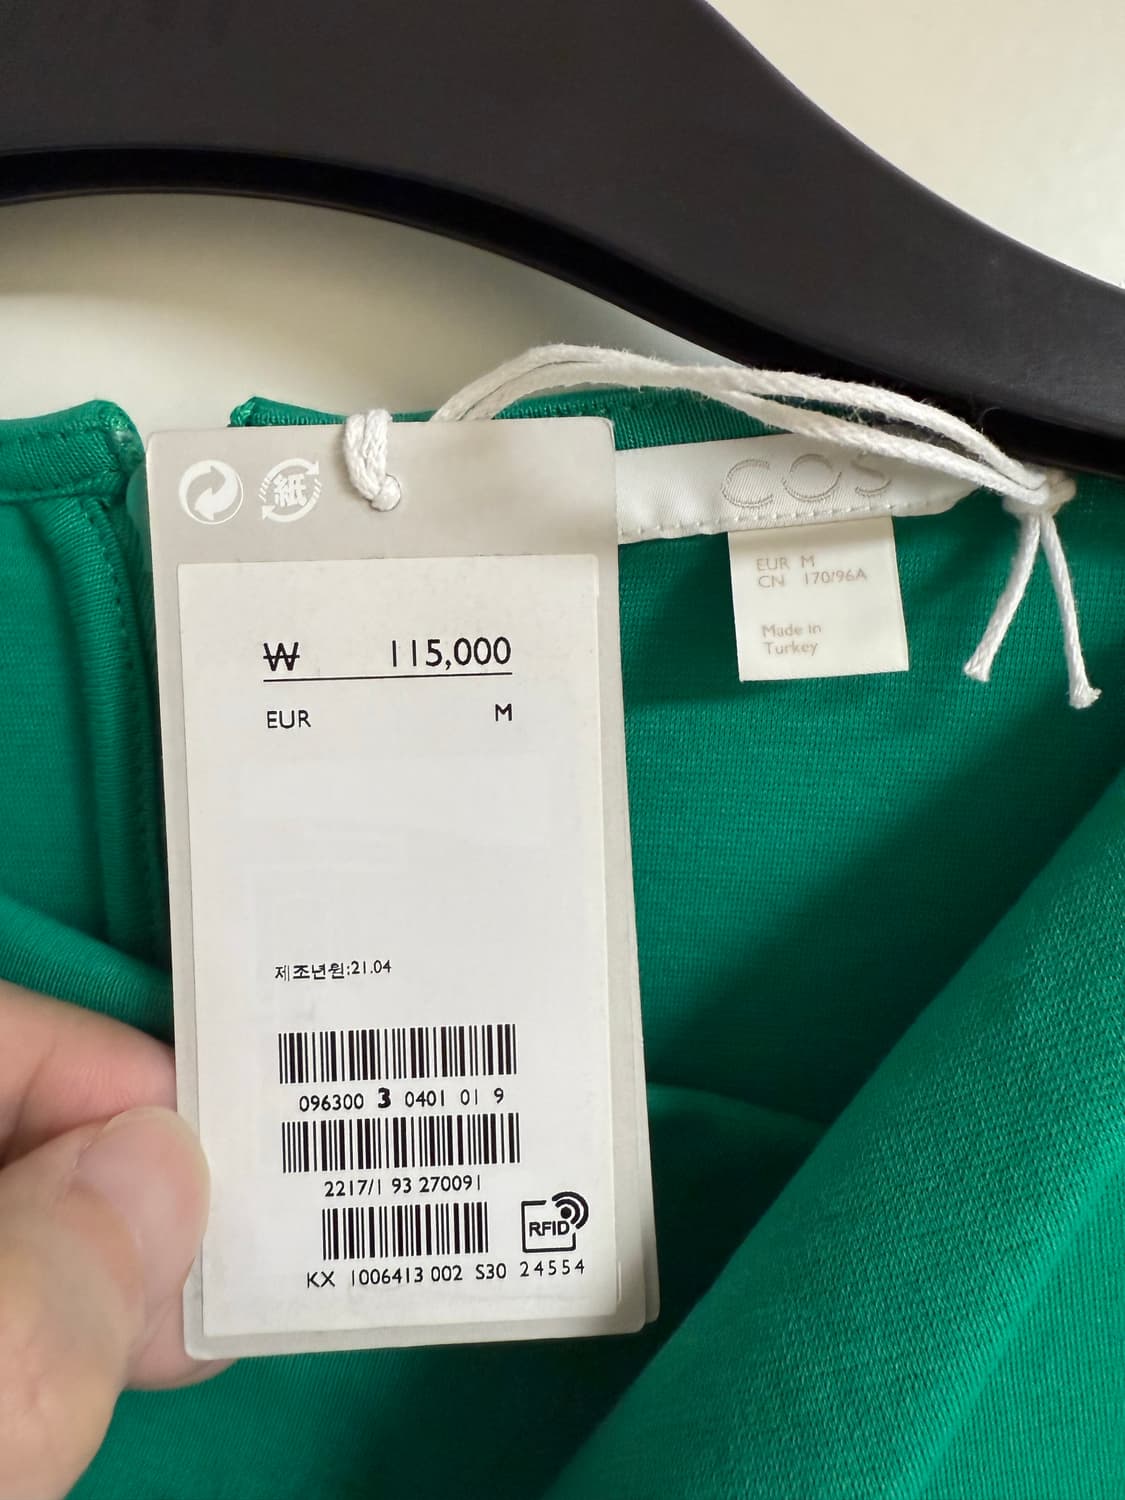 紙
COS
EUR M
CN 170/96A
Made in
Turkey
₩ 115,000
EUR M
제조년월:21.04
096300 3 0401 01 9
2217/1 93 270091
RFID
KX 1006413 002 S30 24554